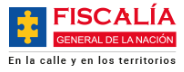 FISCALÍA
GENERAL DE LA NACIÓN
En la calle y en los territorios